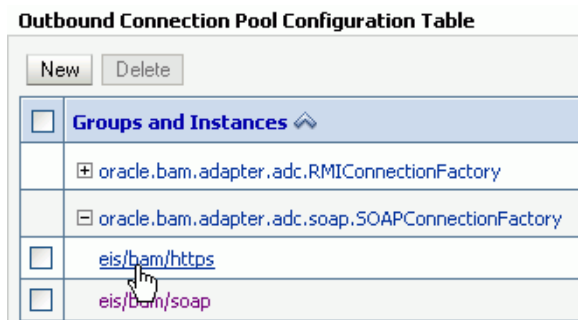 Outbound Connection Pool Configuration Table
New Delete
Groups and Instances
oracle.bam.adapter.adc.RMIConnectionFactory
oracle.bam.adapter.adc.soap.SOAPConnectionFactory
eis/bam/https
eis/bam/soap